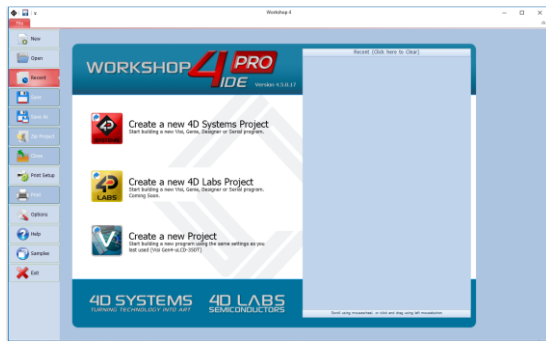 Workshop 4
File
New
Open
Recent
Save
Save As
Zip Project
Close
Print Setup
Print
Options
Help
Samples
Exit
WORKSHOP 4 PRO
IDE Version 4.5.0.17
Recent (Click here to Clear)
Create a new 4D Systems Project
Start building a new Visi, Genie, Designer or Serial program.
Create a new 4D Labs Project
Start building a new Visi, Genie, Designer or Serial program.
Coming Soon.
LABS
Create a new Project
Start building a new program using the same settings as you
last used (Visi Genie-uLCD-35DT)
4D SYSTEMS
TURNING TECHNOLOGY INTO ART
4D LABS
SEMICONDUCTORS
Scroll using mousewheel, or click and drag using left mousebutton